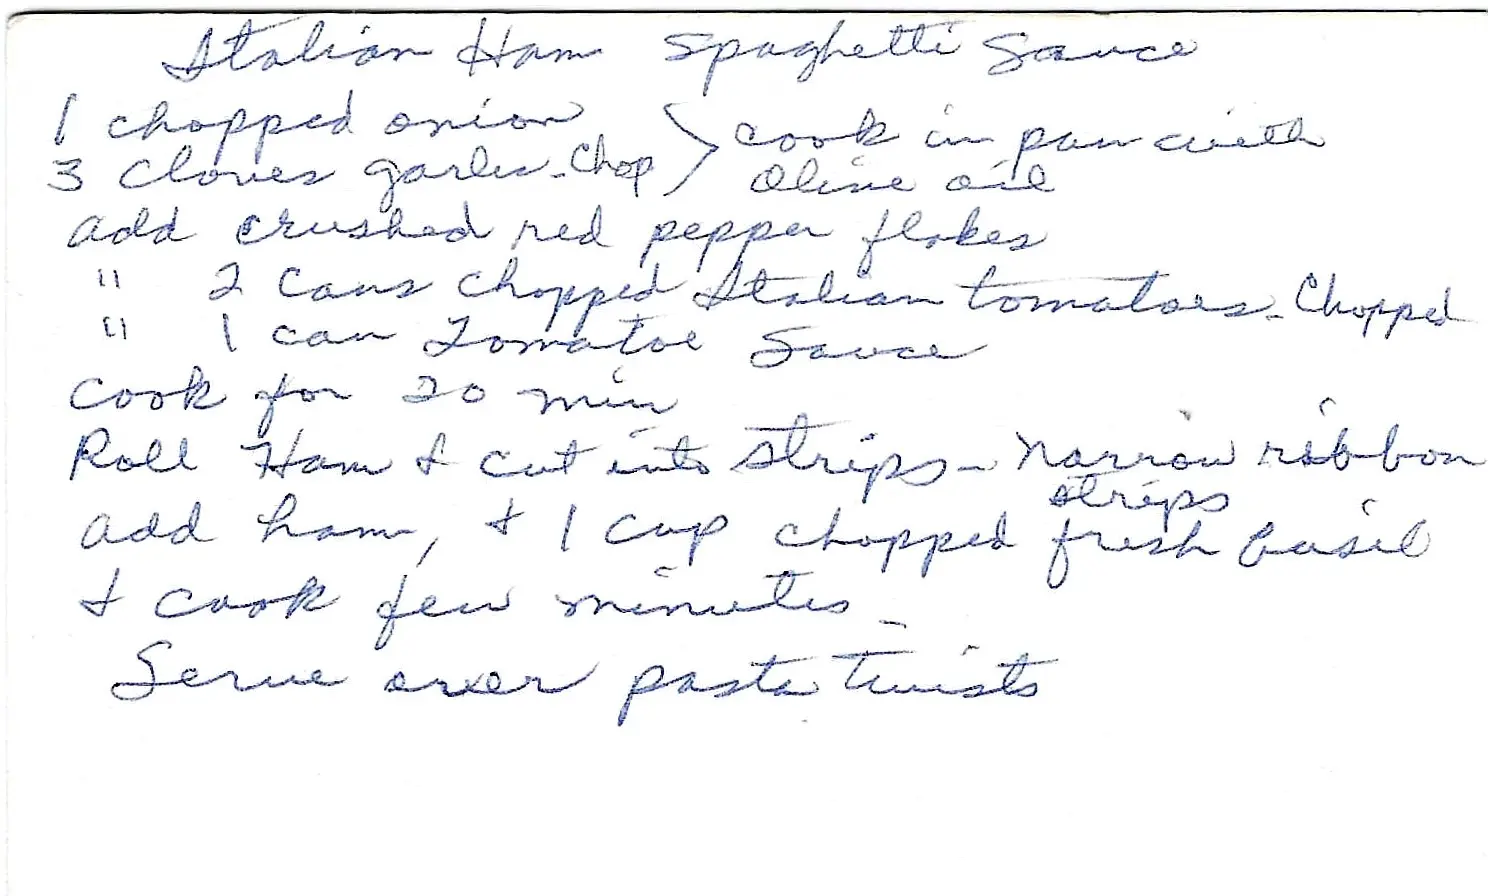 Italian Ham Spaghetti Sauce
1 chopped onion
3 cloves garlic - Chop > cook in pan with
olive oil
add crushed red pepper flakes
" 2 cans chopped Italian tomatoes - Chopped
" 1 can Tomatoe Sauce
cook for 20 min
Roll Ham & cut into strips - narrow ribbon
strips
add ham, & 1 cup chopped fresh basil
& cook few minutes
Serve over pasta twists